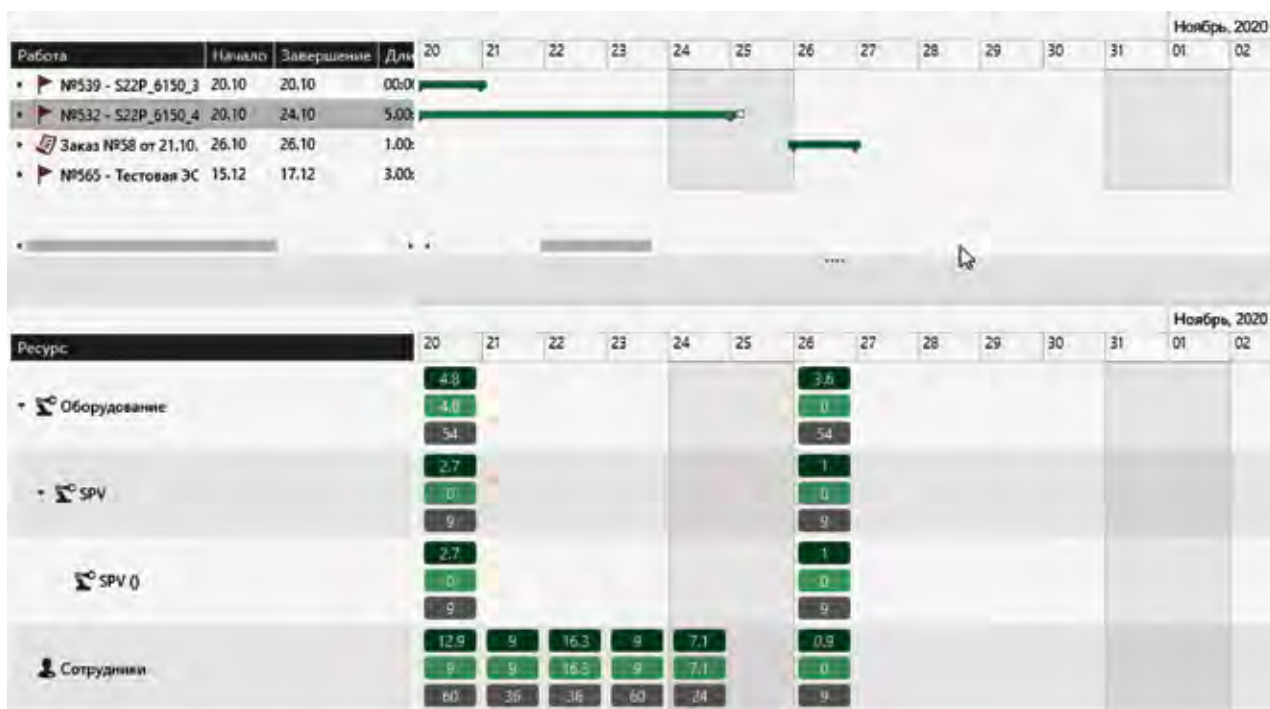 Ноябрь, 2020
Работа Начало Завершение Дли 20 21 22 23 24 25 26 27 28 29 30 31 01 02
№539 - S22P_6150_3 20.10 20.10 00:00
№532 - S22P_6150_4 20.10 24.10 5.00:
Заказ №58 от 21.10. 26.10 26.10 1.00:
№565 - Тестовая ЭС 15.12 17.12 3.00:
Ноябрь, 2020
Ресурс 20 21 22 23 24 25 26 27 28 29 30 31 01 02
4.8 3.6
Оборудование 4.8 0
54 54
2.7 1
SPV 0 0
9 9
2.7 1
SPV () 0 0
9 9
12.9 9 16.3 9 7.1 0.9
Сотрудники 9 9 16.3 9 7.1 0
60 36 36 60 24 9